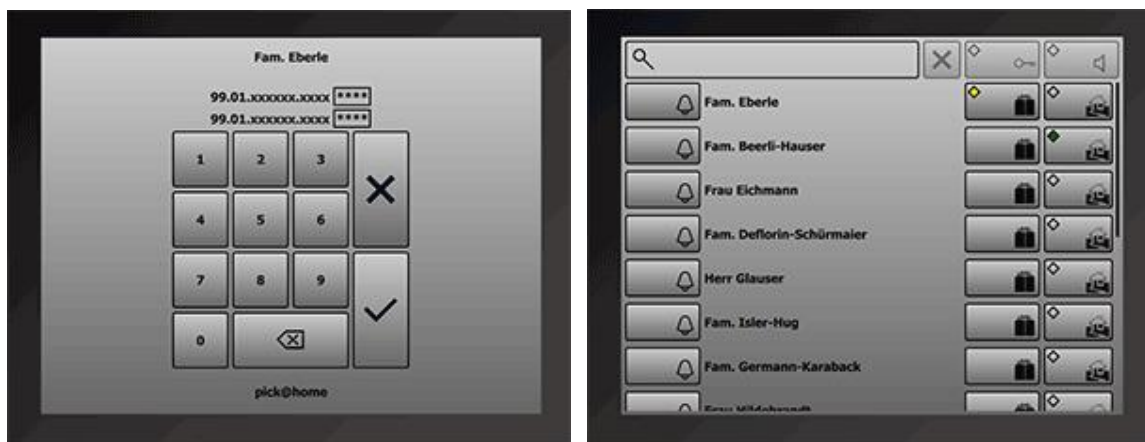 Fam. Eberle
99.01.xxxxxx.xxxx ****
99.01.xxxxxx.xxxx ****
1 2 3
4 5 6
7 8 9
0
pick@home
Fam. Eberle
Fam. Beerli-Hauser
Frau Eichmann
Fam. Deflorin-Schürmaier
Herr Glauser
Fam. Isler-Hug
Fam. Germann-Karaback
Frau Hildebrandt